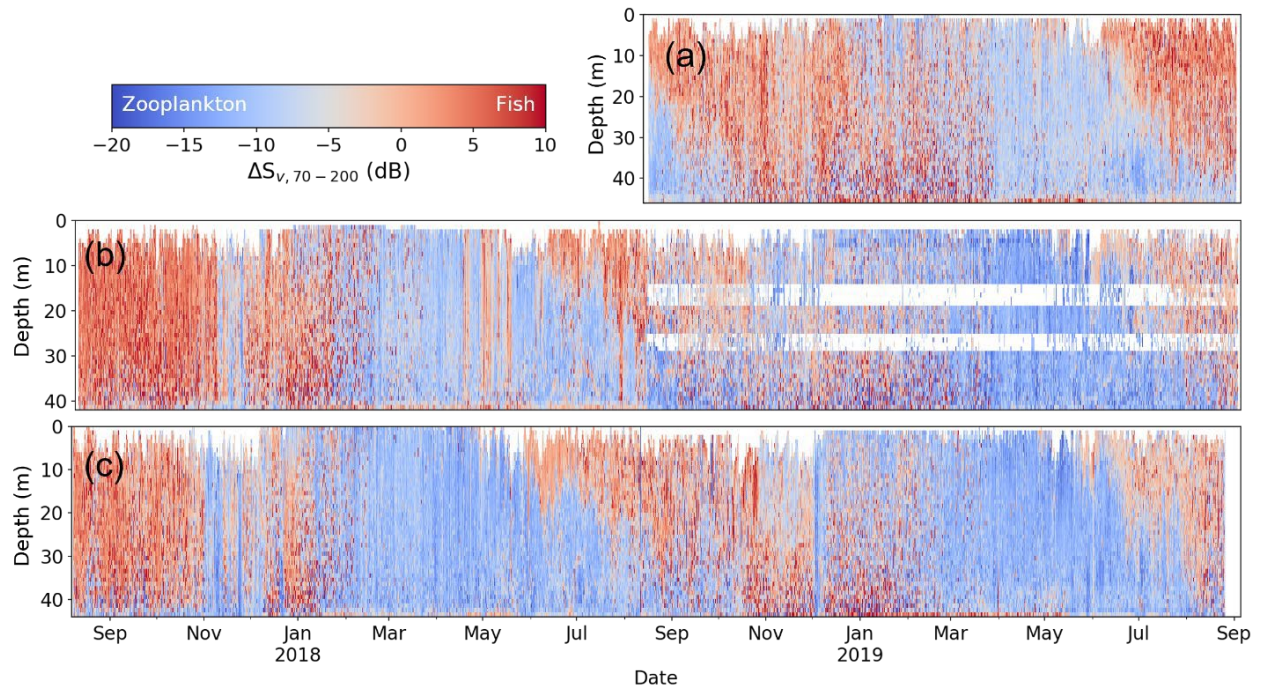 Zooplankton Fish
−20 −15 −10 −5 0 5 10
ΔSv, 70 − 200 (dB)
(a)
Depth (m)
0
10
20
30
40
(b)
Depth (m)
0
10
20
30
40
(c)
Depth (m)
0
10
20
30
40
Sep Nov Jan Mar May Jul Sep Nov Jan Mar May Jul Sep
2018 2019
Date